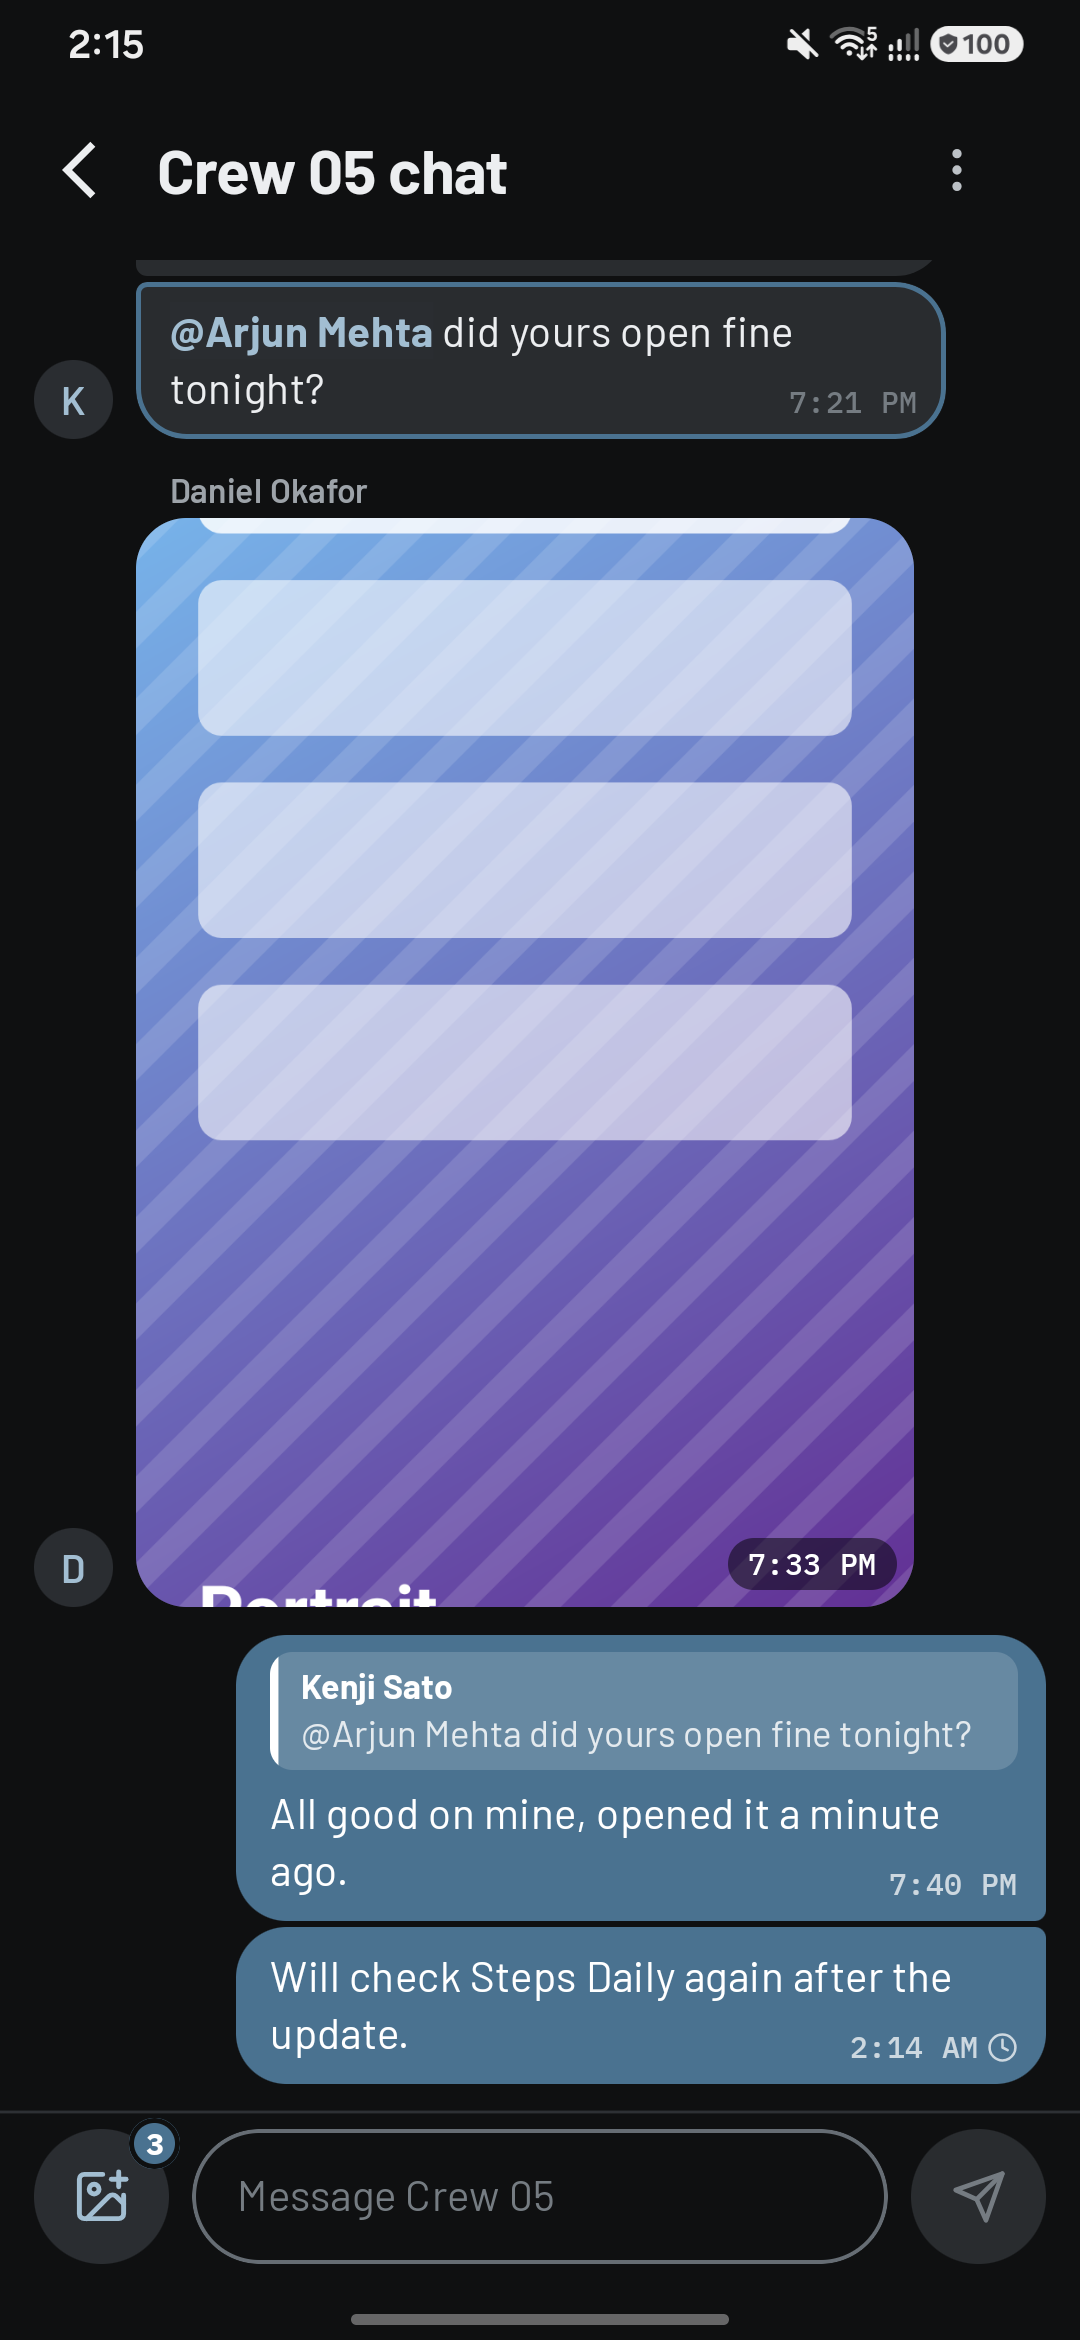 2:15
5
100
Crew 05 chat
@Arjun Mehta did yours open fine
tonight?
7:21 PM
K
Daniel Okafor
7:33 PM
D
Portrait
Kenji Sato
@Arjun Mehta did yours open fine tonight?
All good on mine, opened it a minute
ago.
7:40 PM
Will check Steps Daily again after the
update.
2:14 AM
3
Message Crew 05